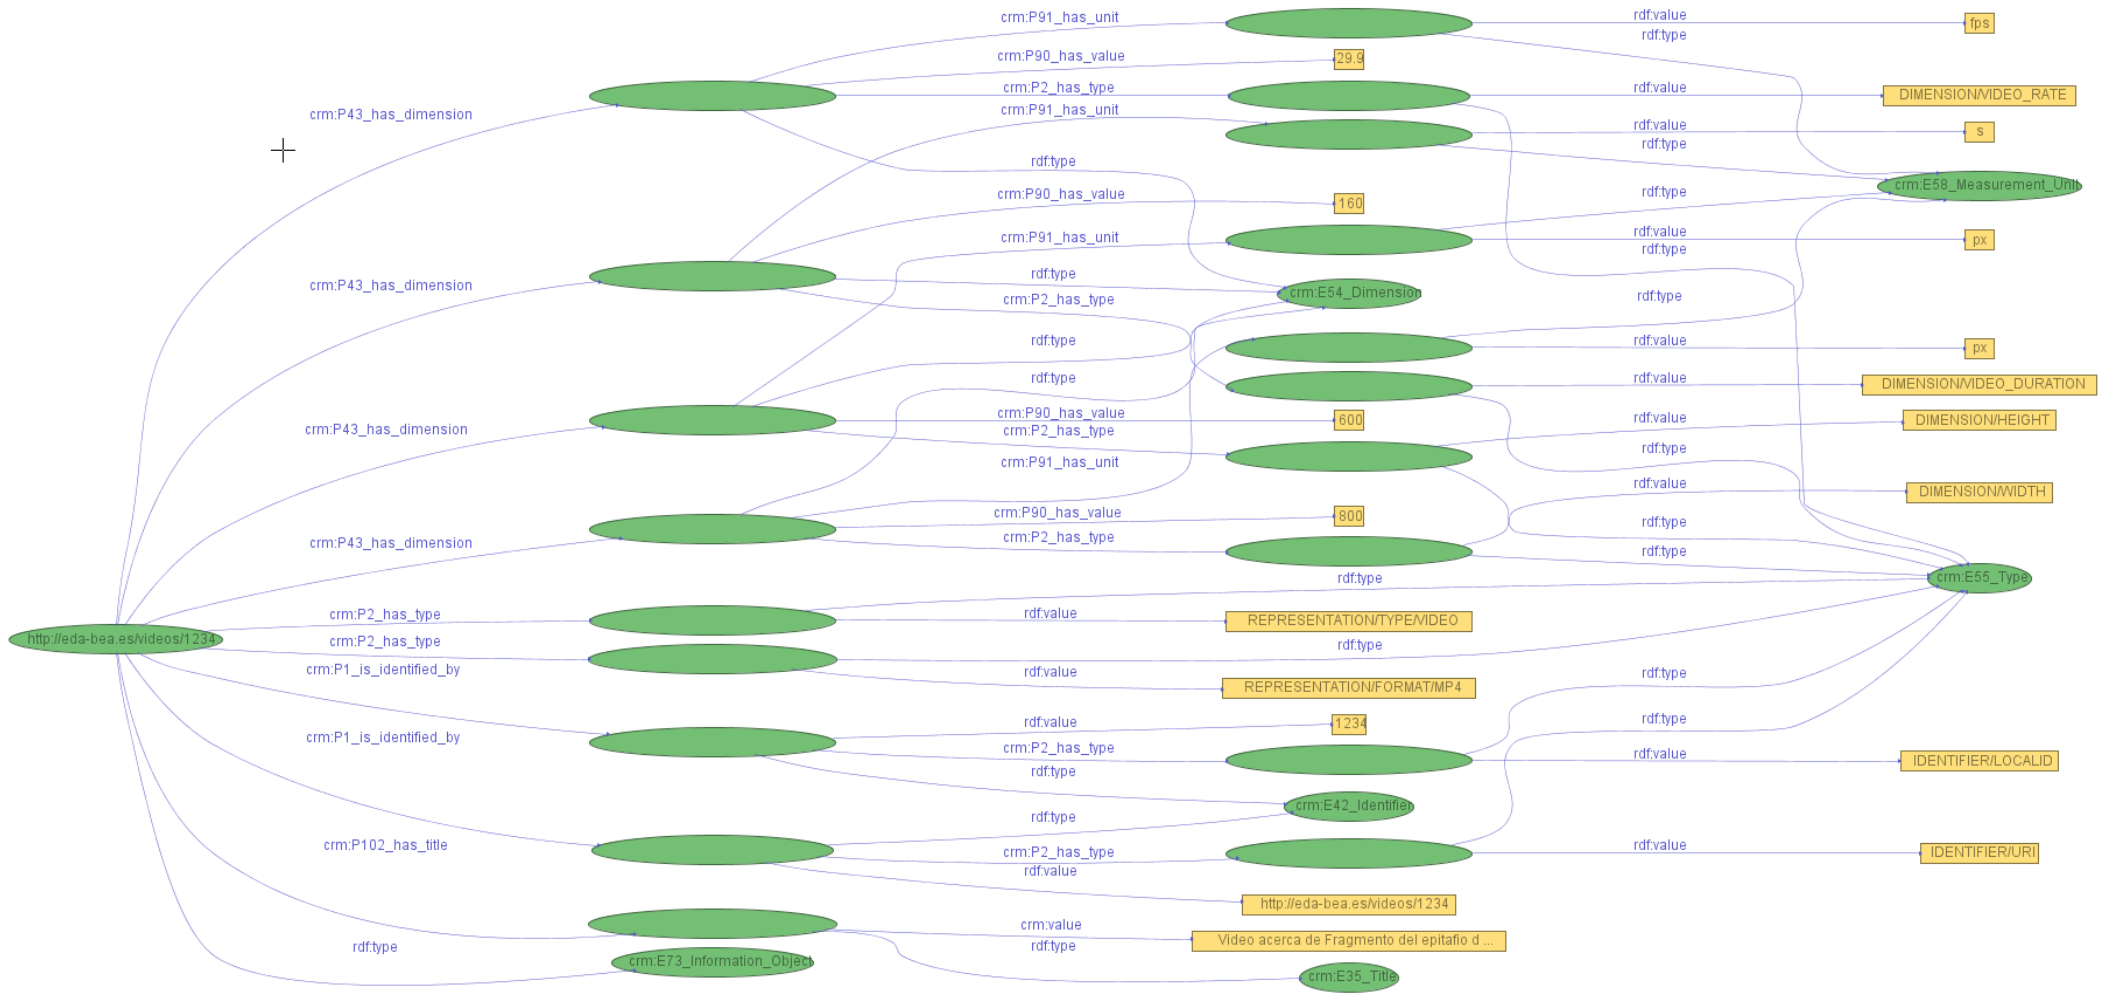 crm:P91_has_unit
rdf:value
fps
rdf:type
crm:P90_has_value
29.9
crm:P2_has_type
rdf:value
DIMENSION/VIDEO_RATE
crm:P43_has_dimension
crm:P91_has_unit
rdf:value
s
rdf:type
rdf:type
crm:E58_Measurement_Unit
crm:P90_has_value
160
rdf:type
crm:P91_has_unit
rdf:value
px
rdf:type
rdf:type
crm:P43_has_dimension
crm:E54_Dimension
crm:P2_has_type
rdf:type
rdf:type
rdf:value
px
rdf:type
rdf:value
DIMENSION/VIDEO_DURATION
crm:P90_has_value
600
rdf:value
DIMENSION/HEIGHT
crm:P43_has_dimension
crm:P2_has_type
rdf:type
crm:P91_has_unit
rdf:value
DIMENSION/WIDTH
crm:P90_has_value
800
rdf:type
crm:P43_has_dimension
crm:P2_has_type
rdf:type
rdf:type
crm:E55_Type
crm:P2_has_type
rdf:value
REPRESENTATION/TYPE/VIDEO
http://eda-bea.es/videos/1234
crm:P2_has_type
rdf:type
crm:P1_is_identified_by
rdf:value
REPRESENTATION/FORMAT/MP4
rdf:type
rdf:value
1234
rdf:type
crm:P1_is_identified_by
crm:P2_has_type
rdf:value
IDENTIFIER/LOCALID
rdf:type
crm:E42_Identifier
rdf:type
crm:P102_has_title
crm:P2_has_type
rdf:value
IDENTIFIER/URI
rdf:value
http://eda-bea.es/videos/1234
crm:value
Video acerca de Fragmento del epitafio d ...
rdf:type
rdf:type
crm:E73_Information_Object
crm:E35_Title